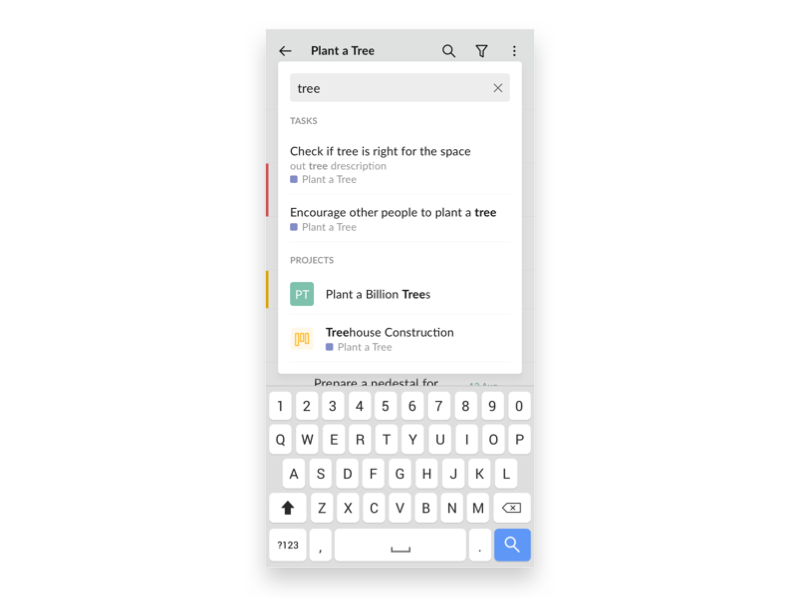 Plant a Tree
tree
TASKS
Check if tree is right for the space
out tree drescription
Plant a Tree
Encourage other people to plant a tree
Plant a Tree
PROJECTS
PT Plant a Billion Trees
Treehouse Construction
Plant a Tree
Prepare a pedestal for
12 Aug
1 2 3 4 5 6 7 8 9 0
Q W E R T Y U I O P
A S D F G H J K L
Z X C V B N M
?123 , .